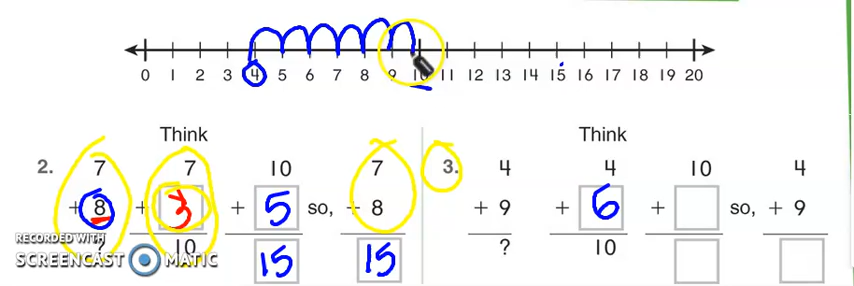 0 1 2 3 4 5 6 7 8 9 10 11 12 13 14 15 16 17 18 19 20
Think Think
2. 7 7 10 7 3. 4 4 10 4
+ 8 + 3 + 5 so, + 8 + 9 + 6 + so, + 9
? 10 15 15 ? 10
RECORDED WITH
SCREENCAST MATIC